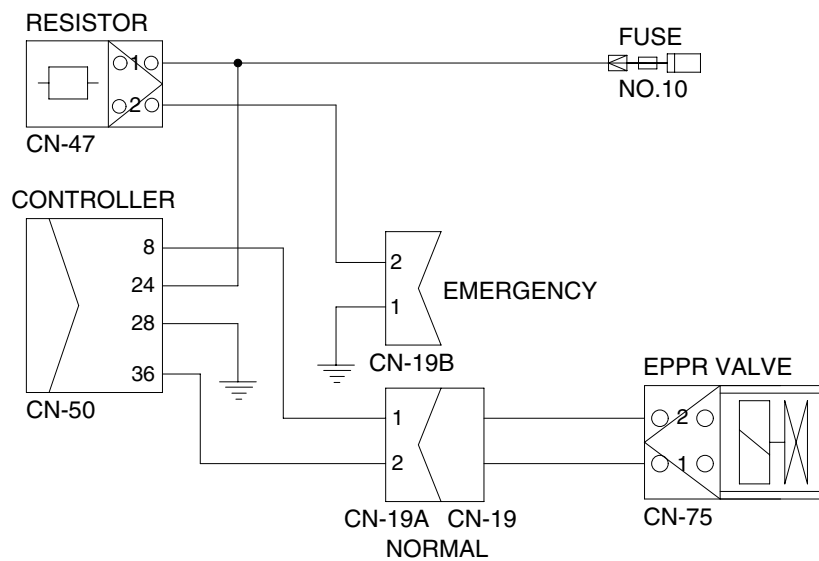 RESISTOR
1
2
CN-47
FUSE
NO.10
CONTROLLER
8
24
28
36
CN-50
2
1
EMERGENCY
CN-19B
1
2
CN-19A CN-19
NORMAL
EPPR VALVE
2
1
CN-75